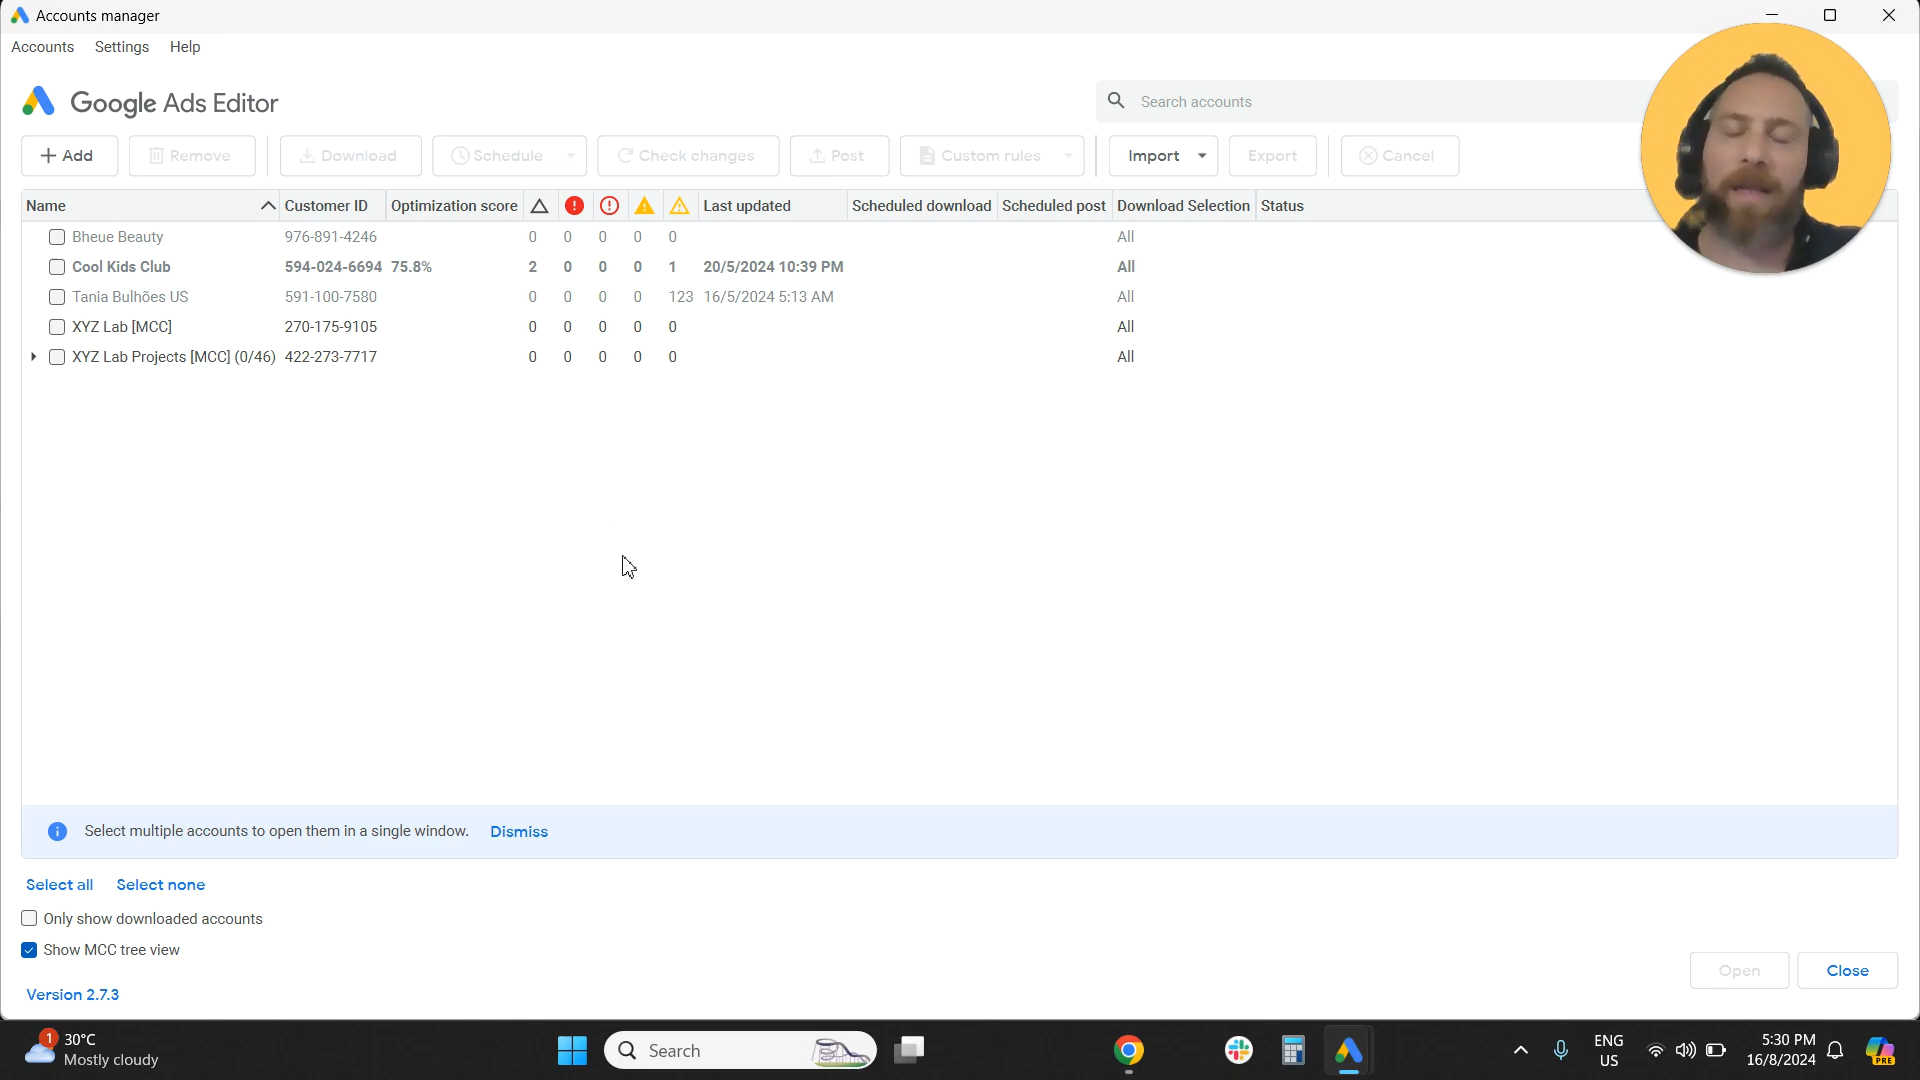 Accounts manager
Accounts Settings Help
Google Ads Editor
Search accounts
Add Remove Download Schedule Check changes Post Custom rules Import Export Cancel
Name Customer ID Optimization score Last updated Scheduled download Scheduled post Download Selection Status
Bheue Beauty 976-891-4246 0 0 0 0 0 All
Cool Kids Club 594-024-6694 75.8% 2 0 0 0 1 20/5/2024 10:39 PM All
Tania Bulhões US 591-100-7580 0 0 0 0 123 16/5/2024 5:13 AM All
XYZ Lab [MCC] 270-175-9105 0 0 0 0 0 All
XYZ Lab Projects [MCC] (0/46) 422-273-7717 0 0 0 0 0 All
Select multiple accounts to open them in a single window. Dismiss
Select all Select none
Only show downloaded accounts
Show MCC tree view
Open Close
Version 2.7.3
1 30°C
Mostly cloudy
Search
ENG
US
5:30 PM
16/8/2024
PRE